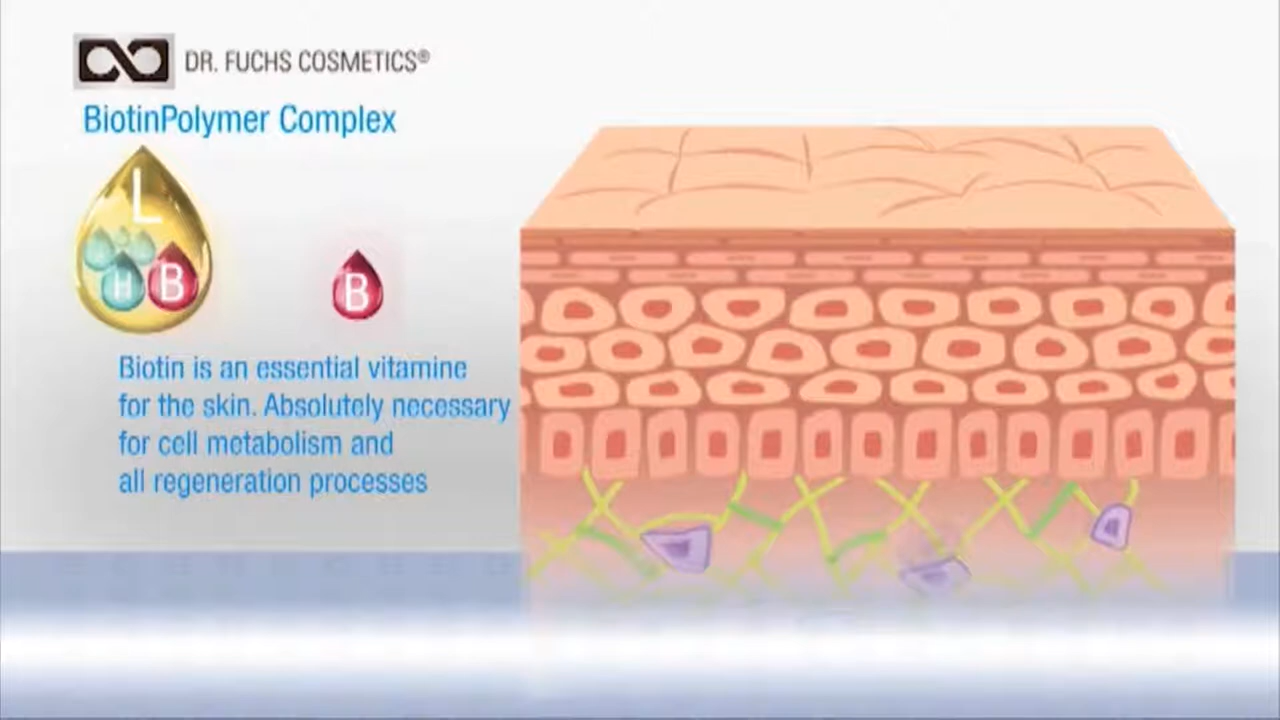 DR. FUCHS COSMETICS®
BiotinPolymer Complex
L
H B
B
Biotin is an essential vitamine
for the skin. Absolutely necessary
for cell metabolism and
all regeneration processes